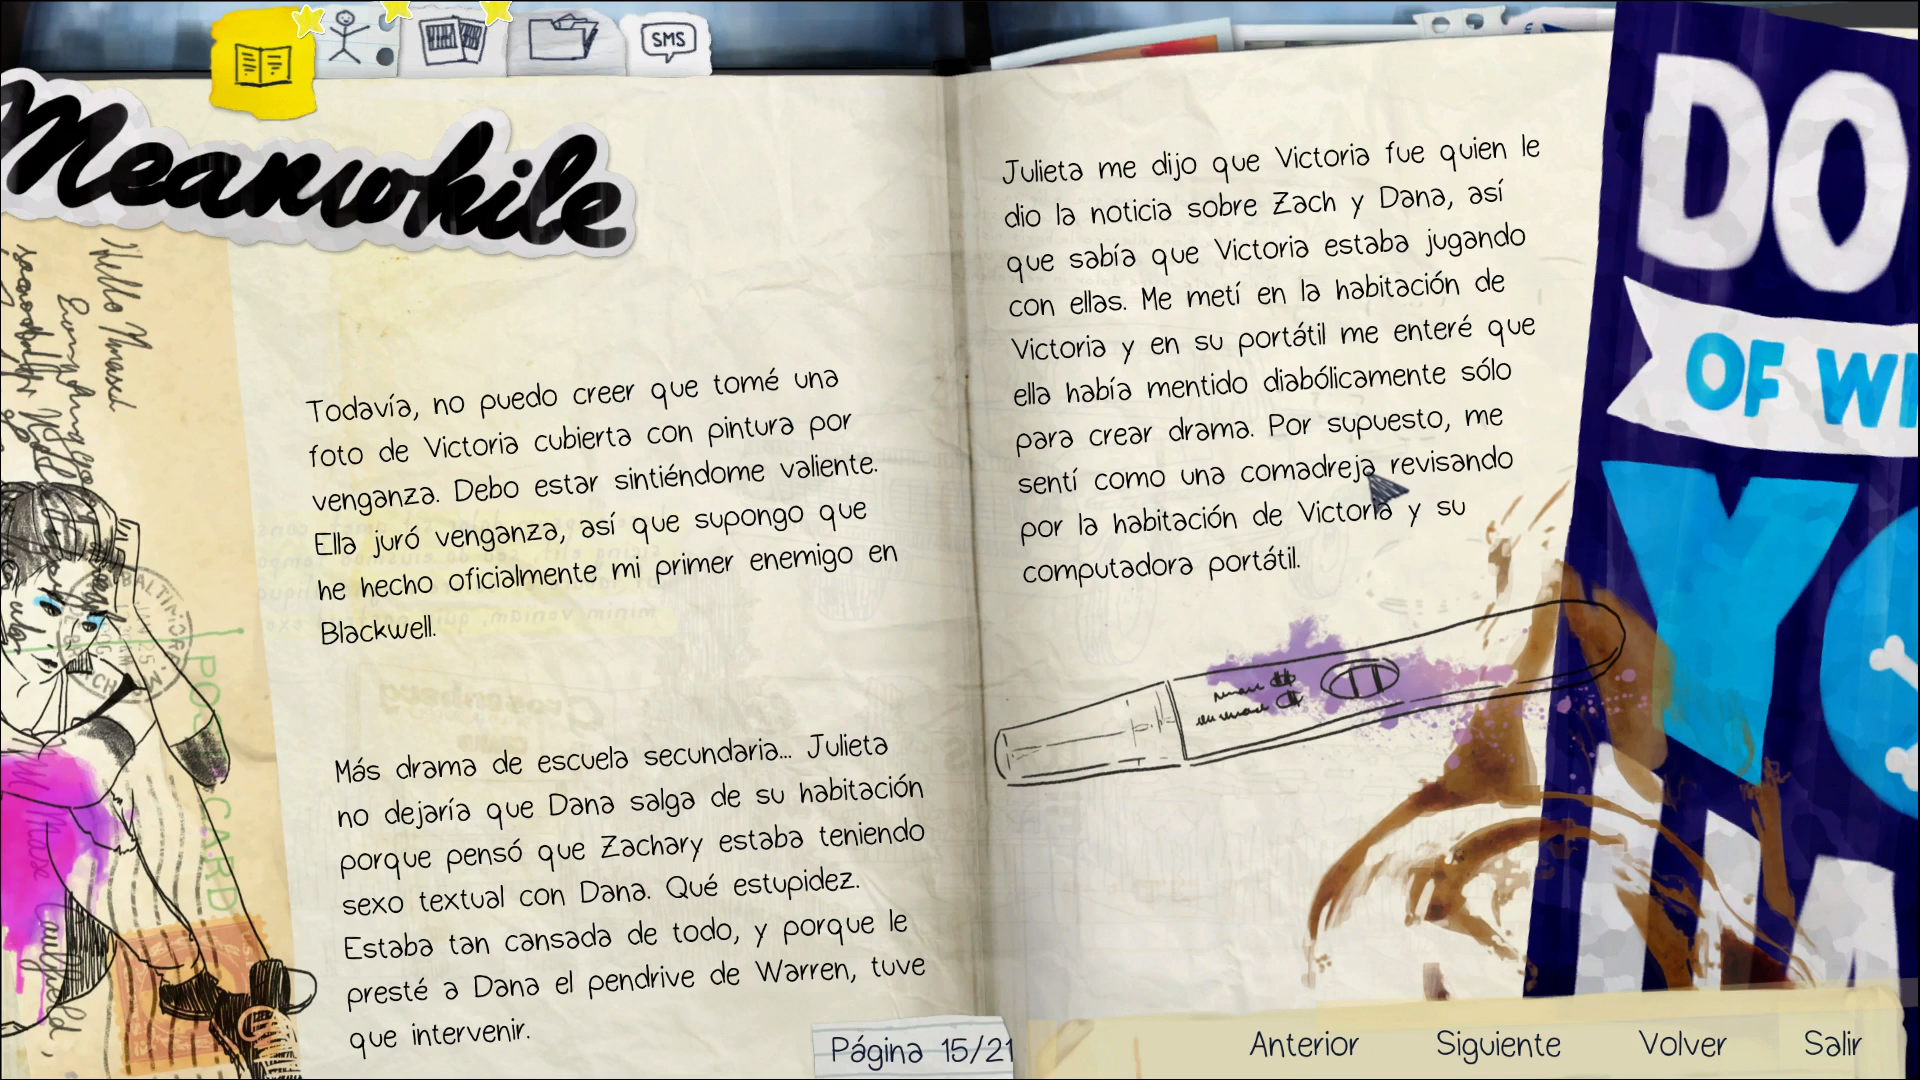 SMS
Meanwhile
Todavía, no puedo creer que tomé una
foto de Victoria cubierta con pintura por
venganza. Debo estar sintiéndome valiente.
Ella juró venganza, así que supongo que
he hecho oficialmente mi primer enemigo en
Blackwell.
Más drama de escuela secundaria... Julieta
no dejaría que Dana salga de su habitación
porque pensó que Zachary estaba teniendo
sexo textual con Dana. Qué estupidez.
Estaba tan cansada de todo, y porque le
presté a Dana el pendrive de Warren, tuve
que intervenir.
Julieta me dijo que Victoria fue quien le
dio la noticia sobre Zach y Dana, así
que sabía que Victoria estaba jugando
con ellas. Me metí en la habitación de
Victoria y en su portátil me enteré que
ella había mentido diabólicamente sólo
para crear drama. Por supuesto, me
sentí como una comadreja revisando
por la habitación de Victoria y su
computadora portátil.
POST CARD
DO
OF WI
Página 15/21
Anterior
Siguiente
Volver
Salir